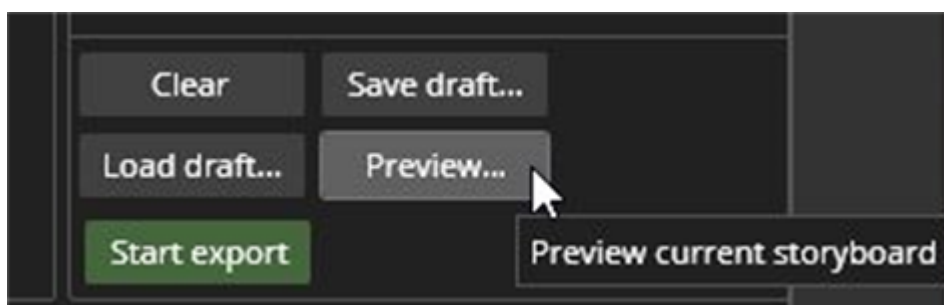 Clear Save draft...
Load draft... Preview...
Start export
Preview current storyboard